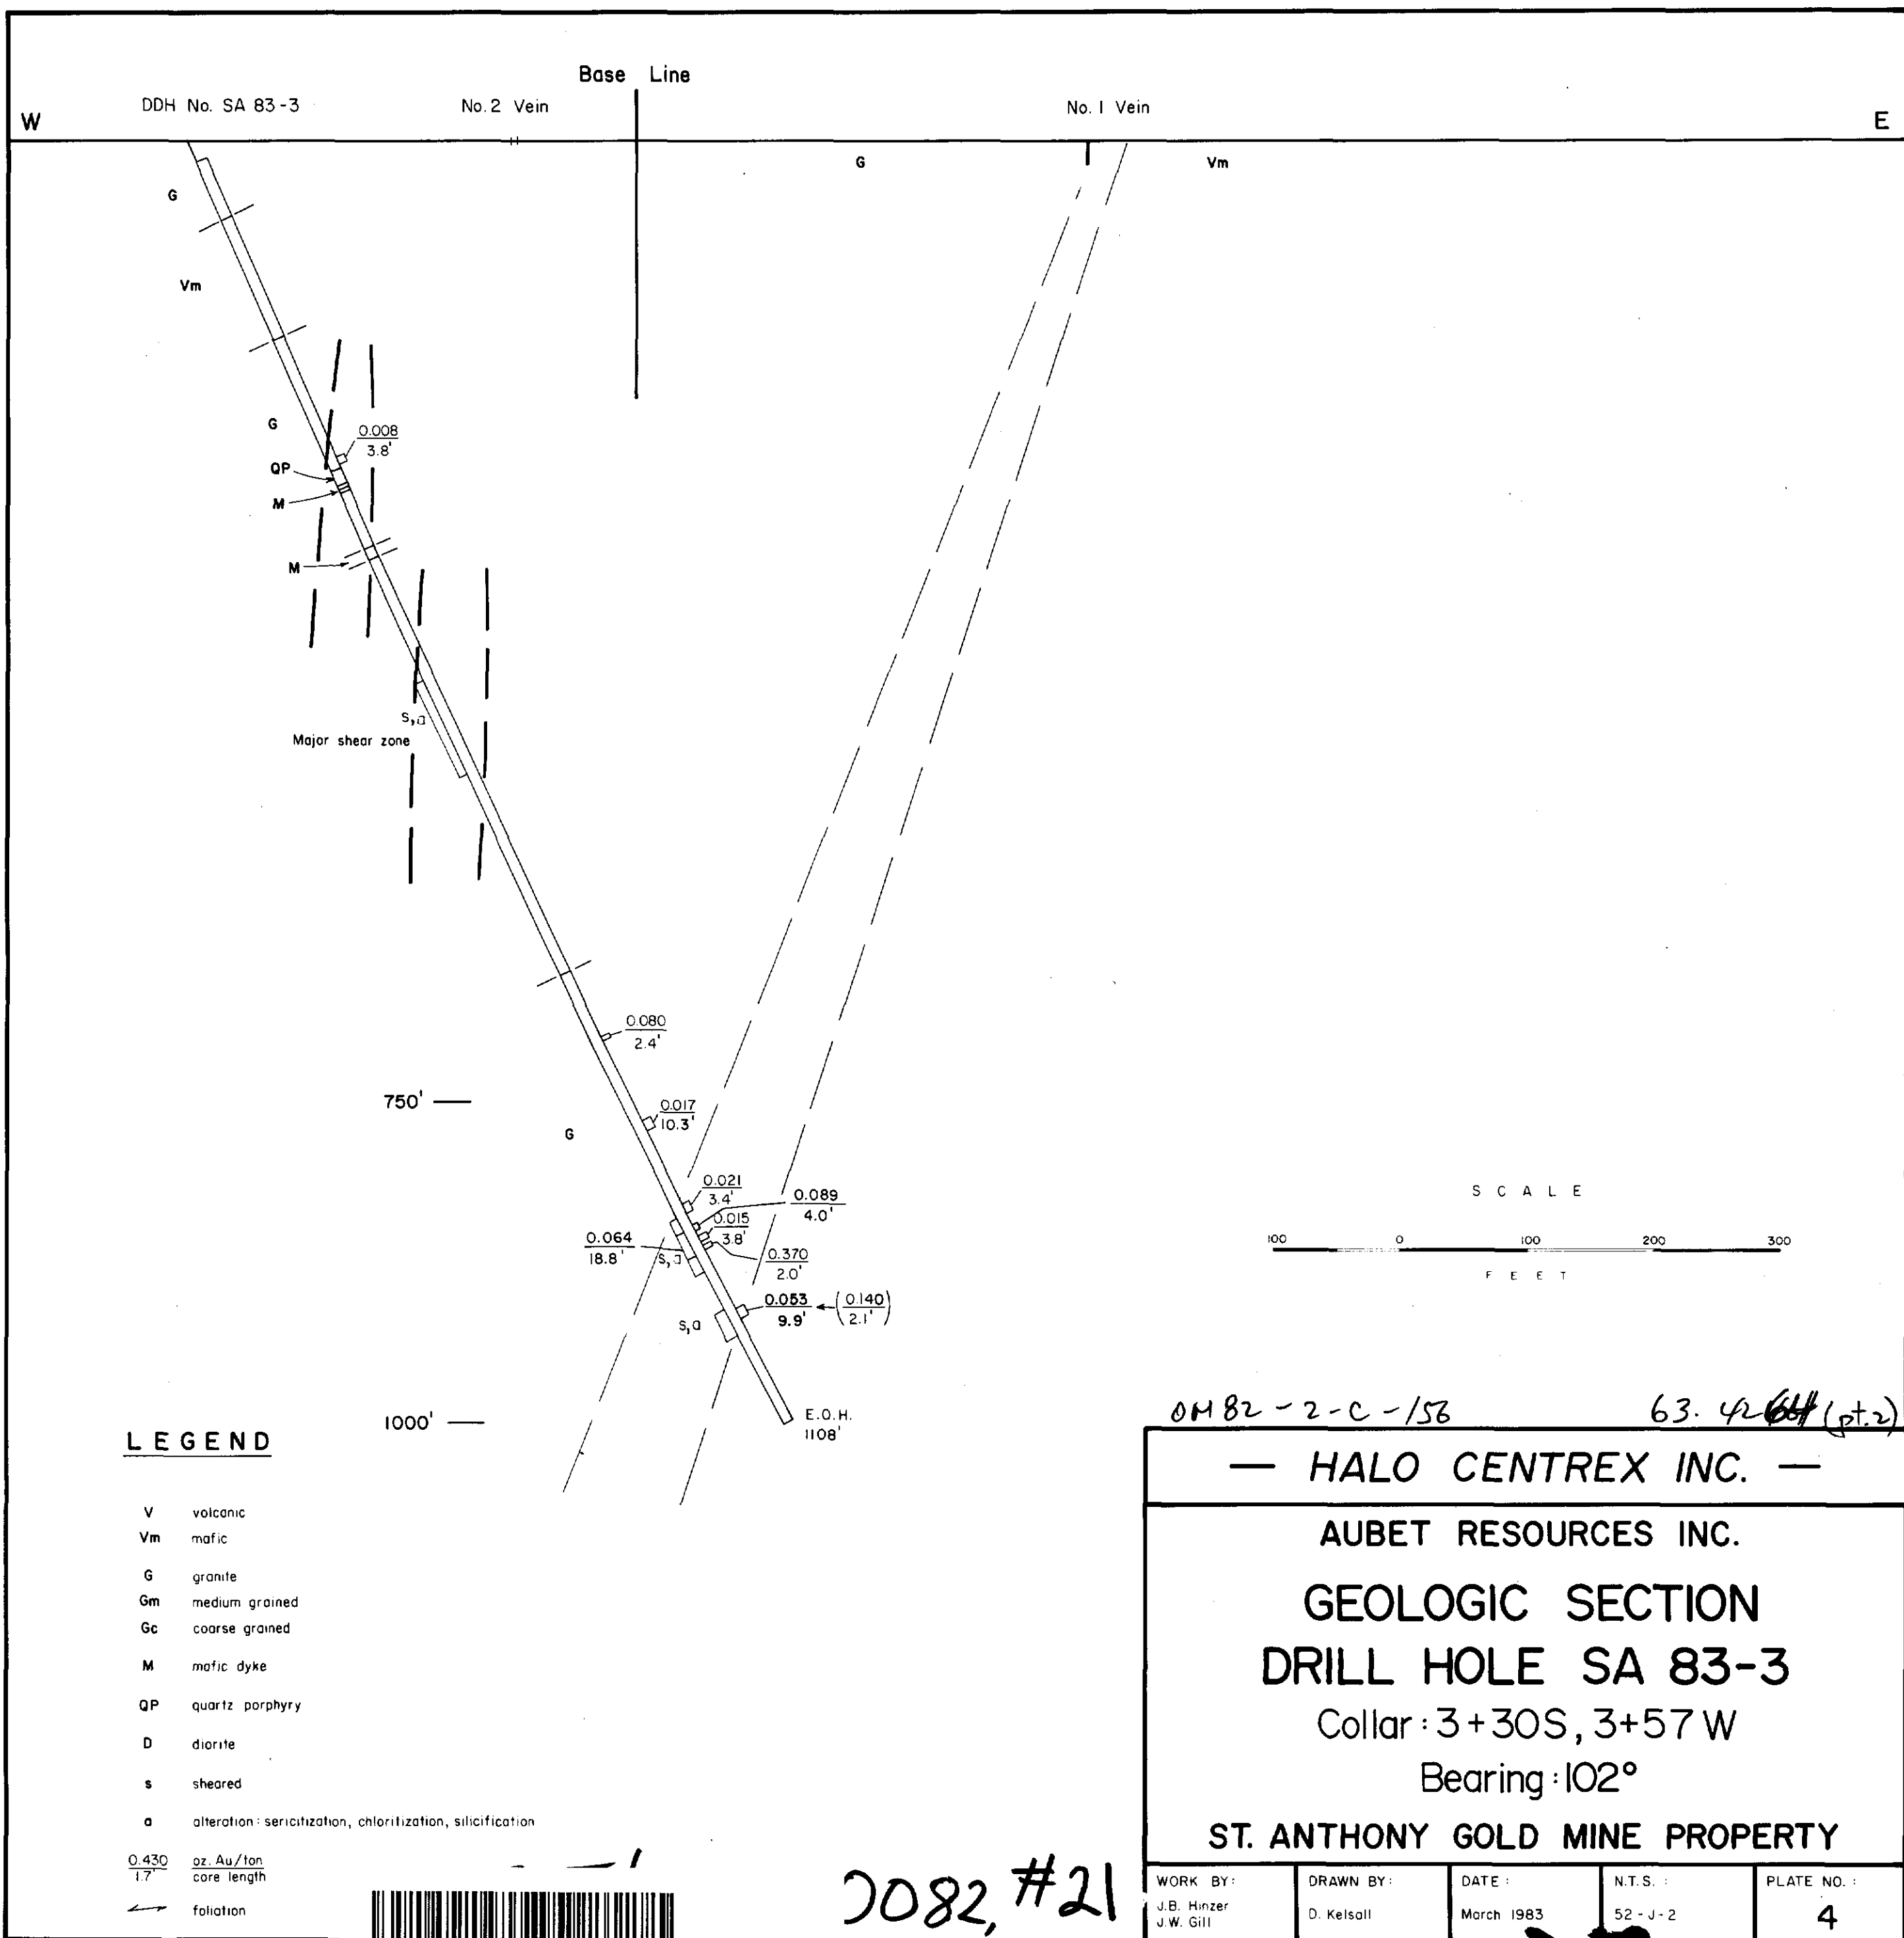 Base Line
DDH No. SA 83-3
No. 2 Vein
No. 1 Vein
W
E
G
Vm
G
Vm
G
0.008
3.8'
QP
M
M
s,a
Major shear zone
0.080
2.4'
750'
0.017
10.3'
G
0.021
3.4'
0.089
4.0'
0.015
3.8'
0.064
18.8'
s,a
0.370
2.0'
0.053
9.9'
(0.140
2.1')
s,a
SCALE
100 0 100 200 300
FEET
1000'
E.O.H.
1108'
OM82-2-C-156
63.42 (pt.2)
LEGEND
V volcanic
Vm mafic
G granite
Gm medium grained
Gc coarse grained
M mafic dyke
QP quartz porphyry
D diorite
s sheared
a alteration: sericitization, chloritization, silicification
0.430 oz. Au/ton
1.7' core length
foliation
— HALO CENTREX INC. —
AUBET RESOURCES INC.
GEOLOGIC SECTION
DRILL HOLE SA 83-3
Collar: 3+30S, 3+57W
Bearing: 102°
ST. ANTHONY GOLD MINE PROPERTY
WORK BY:
J.B. Hinzer
J.W. Gill
DRAWN BY:
D. Kelsall
DATE:
March 1983
N.T.S.:
52-J-2
PLATE NO.:
4
0082, #21